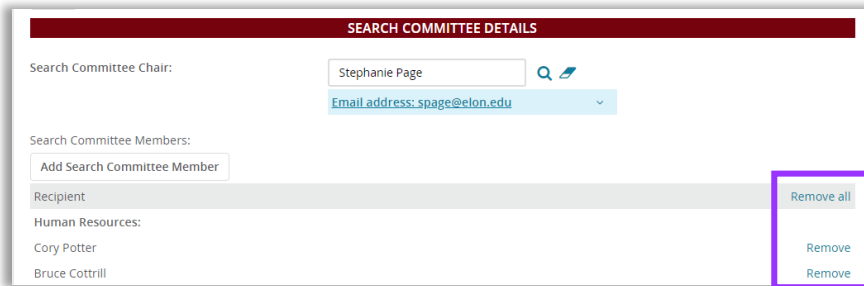 SEARCH COMMITTEE DETAILS
Search Committee Chair: Stephanie Page
Email address: spage@elon.edu
Search Committee Members:
Add Search Committee Member
Recipient Remove all
Human Resources:
Cory Potter Remove
Bruce Cottrill Remove